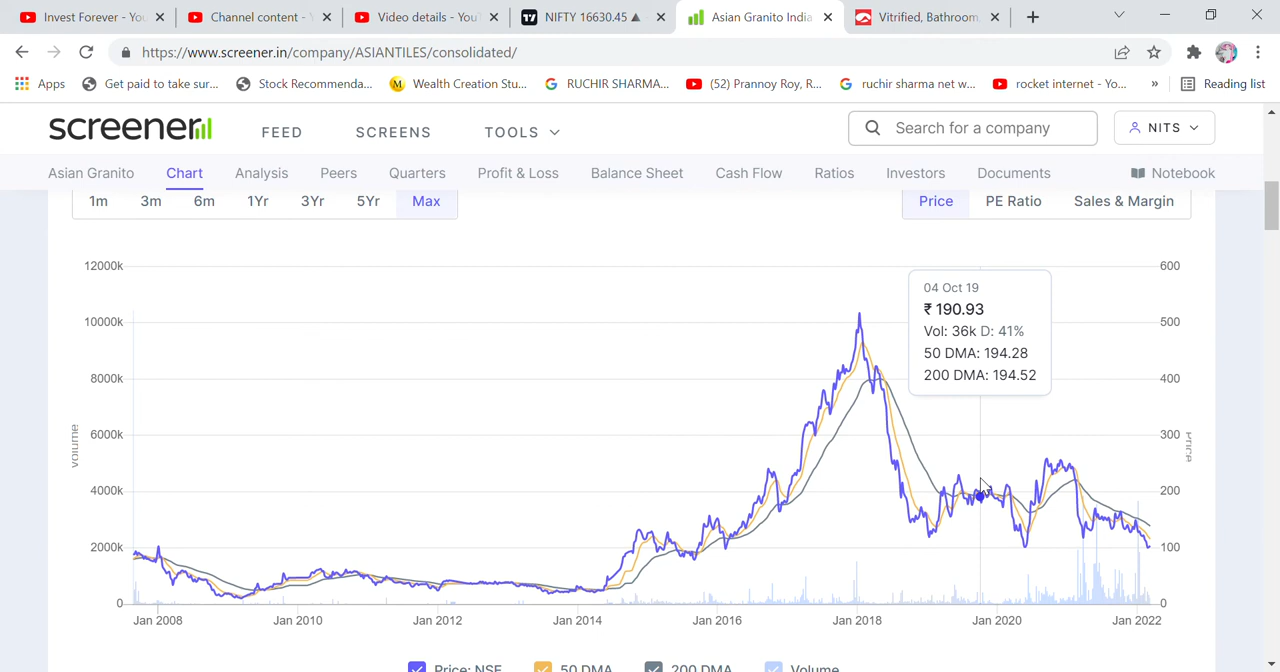 Invest Forever - You
Channel content - Y
Video details - YouT
NIFTY 16630.45 ▲
Asian Granito India
Vitrified, Bathroom,
https://www.screener.in/company/ASIANTILES/consolidated/
Apps
Get paid to take sur...
Stock Recommenda...
M
Wealth Creation Stu...
RUCHIR SHARMA...
(52) Prannoy Roy, R...
ruchir sharma net w...
rocket internet - Yo...
»
Reading list
screener
FEED
SCREENS
TOOLS
Search for a company
NITS
Asian Granito
Chart
Analysis
Peers
Quarters
Profit & Loss
Balance Sheet
Cash Flow
Ratios
Investors
Documents
Notebook
1m
3m
6m
1Yr
3Yr
5Yr
Max
Price
PE Ratio
Sales & Margin
12000k
10000k
8000k
6000k
4000k
2000k
0
Volume
600
500
400
300
200
100
0
Price
04 Oct 19
₹ 190.93
Vol: 36k D: 41%
50 DMA: 194.28
200 DMA: 194.52
Jan 2008
Jan 2010
Jan 2012
Jan 2014
Jan 2016
Jan 2018
Jan 2020
Jan 2022
Price: NSE
50 DMA
200 DMA
Volume